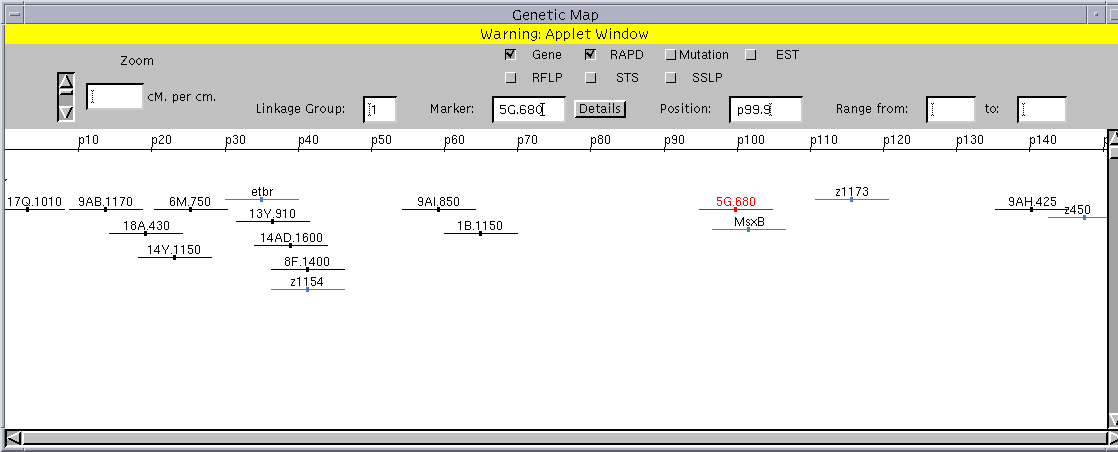 Genetic Map
Warning: Applet Window
Zoom Gene RAPD Mutation EST
RFLP STS SSLP
cM. per cm.
Linkage Group: 1 Marker: 5G.680 Details Position: p99.9 Range from: to:
p10 p20 p30 p40 p50 p60 p70 p80 p90 p100 p110 p120 p130 p140
etbr z1173
17Q.1010 9AB.1170 6M.750 9AI.850 5G.680 9AH.425
13Y.910 z450
18A.430 1B.1150 MsxB
14Y.1150 14AD.1600
8F.1400
z1154